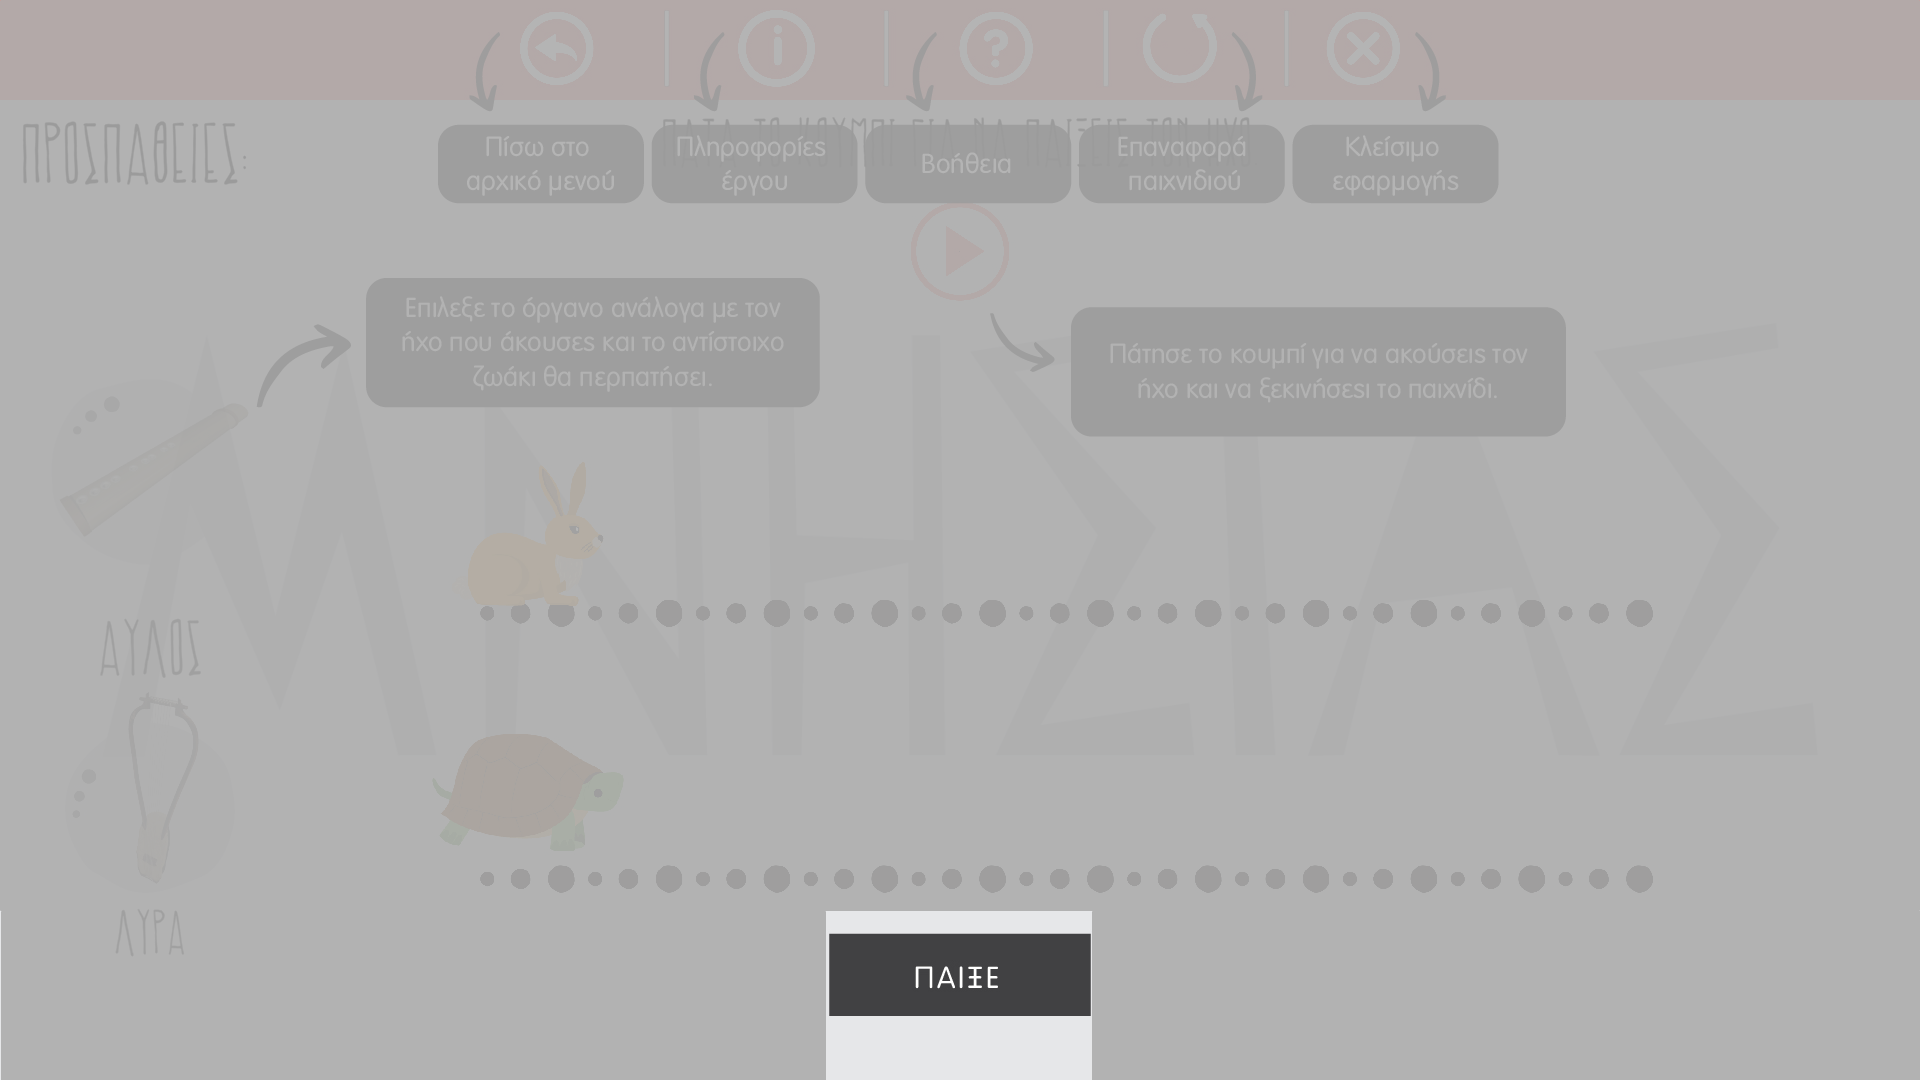 ΠΡΟΣΠΑΘΕΙΕΣ:
ΠΑΤΑ ΤΟ ΚΟΥΜΠΙ ΓΙΑ ΝΑ ΠΑΙΞΕΙΣ ΤΟΝ ΗΧΟ
Πίσω στο
αρχικό μενού
Πληροφορίες
έργου
Βοήθεια
Επαναφορά
παιχνιδιού
Κλείσιμο
εφαρμογής
Επιλεξε το όργανο ανάλογα με τον
ήχο που άκουσες και το αντίστοιχο
ζωάκι θα περπατήσει.
Πάτησε το κουμπί για να ακούσεις τον
ήχο και να ξεκινήσεσι το παιχνίδι.
ΜΝΗΣΙΑΣ
ΑΥΛΟΣ
ΛΥΡΑ
ΠΑΙΞΕ